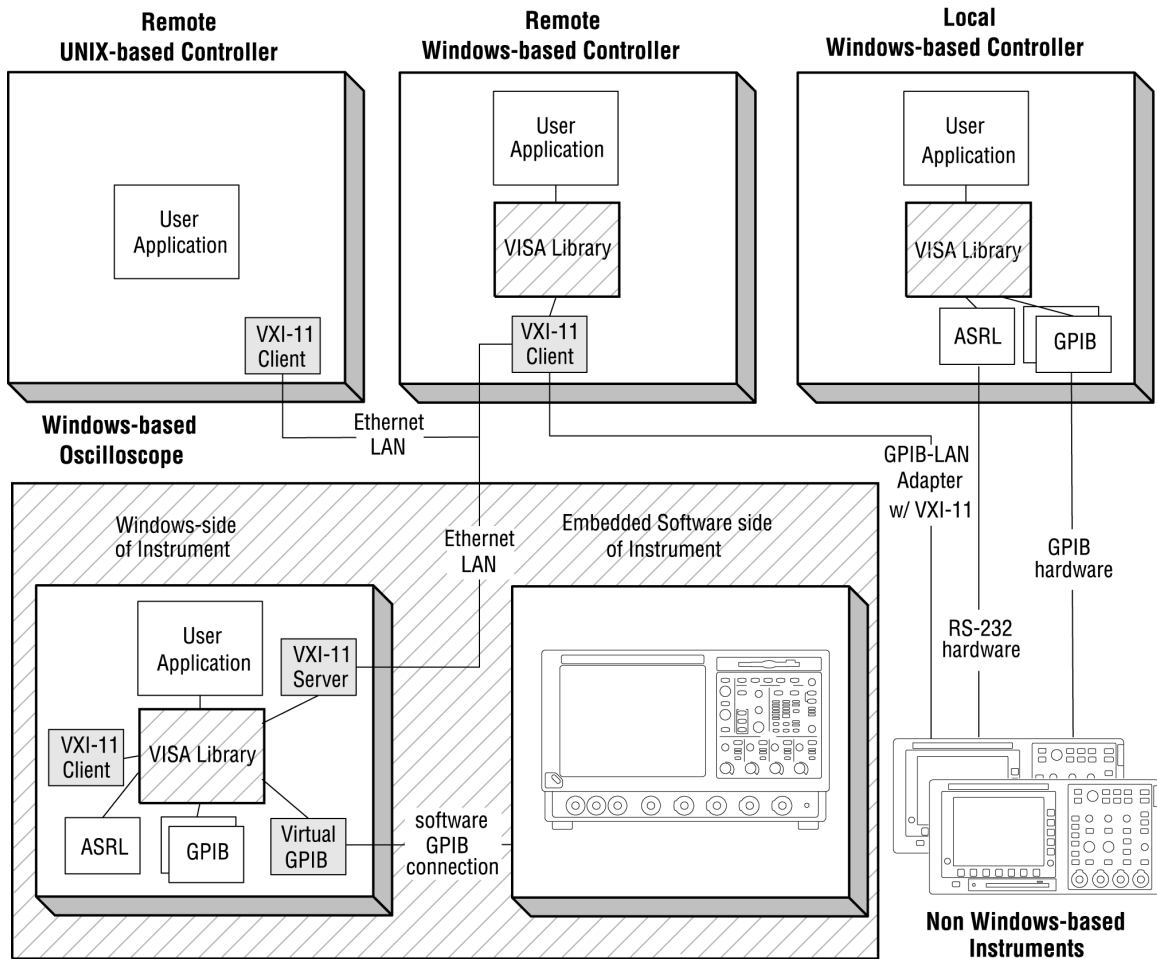 Remote
UNIX-based Controller
Remote
Windows-based Controller
Local
Windows-based Controller
User
Application
VXI-11
Client
User
Application
VISA Library
VXI-11
Client
User
Application
VISA Library
ASRL
GPIB
Windows-based
Oscilloscope
Ethernet
LAN
GPIB-LAN
Adapter
w/ VXI-11
Windows-side
of Instrument
Ethernet
LAN
Embedded Software side
of Instrument
GPIB
hardware
RS-232
hardware
User
Application
VXI-11
Server
VXI-11
Client
VISA Library
ASRL
GPIB
Virtual
GPIB
software
GPIB
connection
Non Windows-based
Instruments